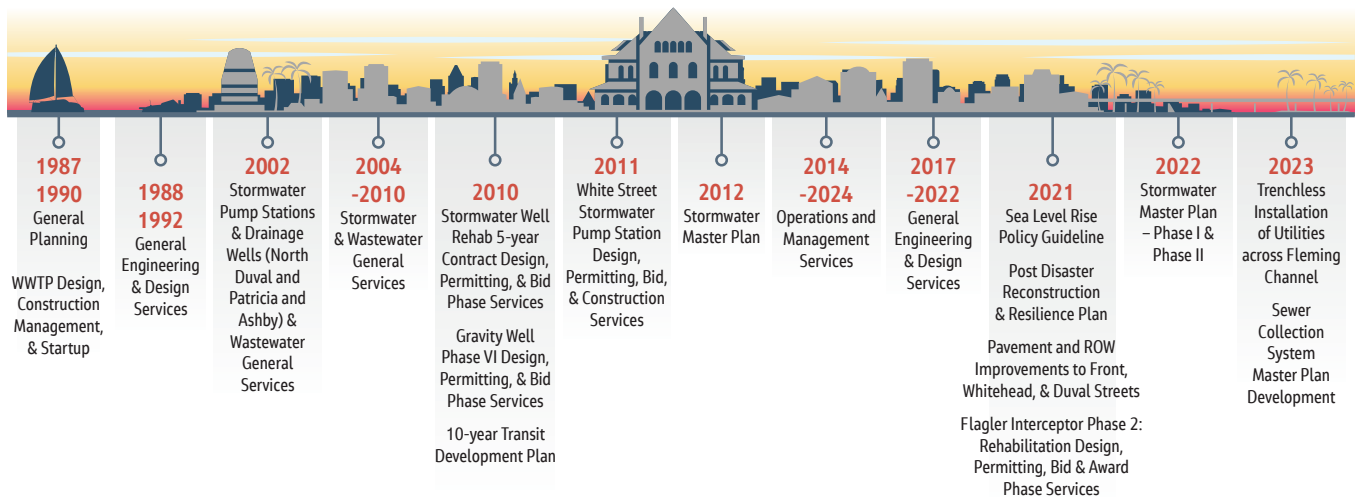 1987
1990
General
Planning
WWTP Design,
Construction
Management,
& Startup
1988
1992
General
Engineering
& Design
Services
2002
Stormwater
Pump Stations
& Drainage
Wells (North
Duval and
Patricia and
Ashby) &
Wastewater
General
Services
2004
-2010
Stormwater
& Wastewater
General
Services
2010
Stormwater Well
Rehab 5-year
Contract Design,
Permitting, & Bid
Phase Services
Gravity Well
Phase VI Design,
Permitting, & Bid
Phase Services
10-year Transit
Development Plan
2011
White Street
Stormwater
Pump Station
Design,
Permitting, Bid,
& Construction
Services
2012
Stormwater
Master Plan
2014
-2024
Operations and
Management
Services
2017
-2022
General
Engineering
& Design
Services
2021
Sea Level Rise
Policy Guideline
Post Disaster
Reconstruction
& Resilience Plan
Pavement and ROW
Improvements to Front,
Whitehead, & Duval Streets
Flagler Interceptor Phase 2:
Rehabilitation Design,
Permitting, Bid & Award
Phase Services
2022
Stormwater
Master Plan
– Phase I &
Phase II
2023
Trenchless
Installation
of Utilities
across Fleming
Channel
Sewer
Collection
System
Master Plan
Development